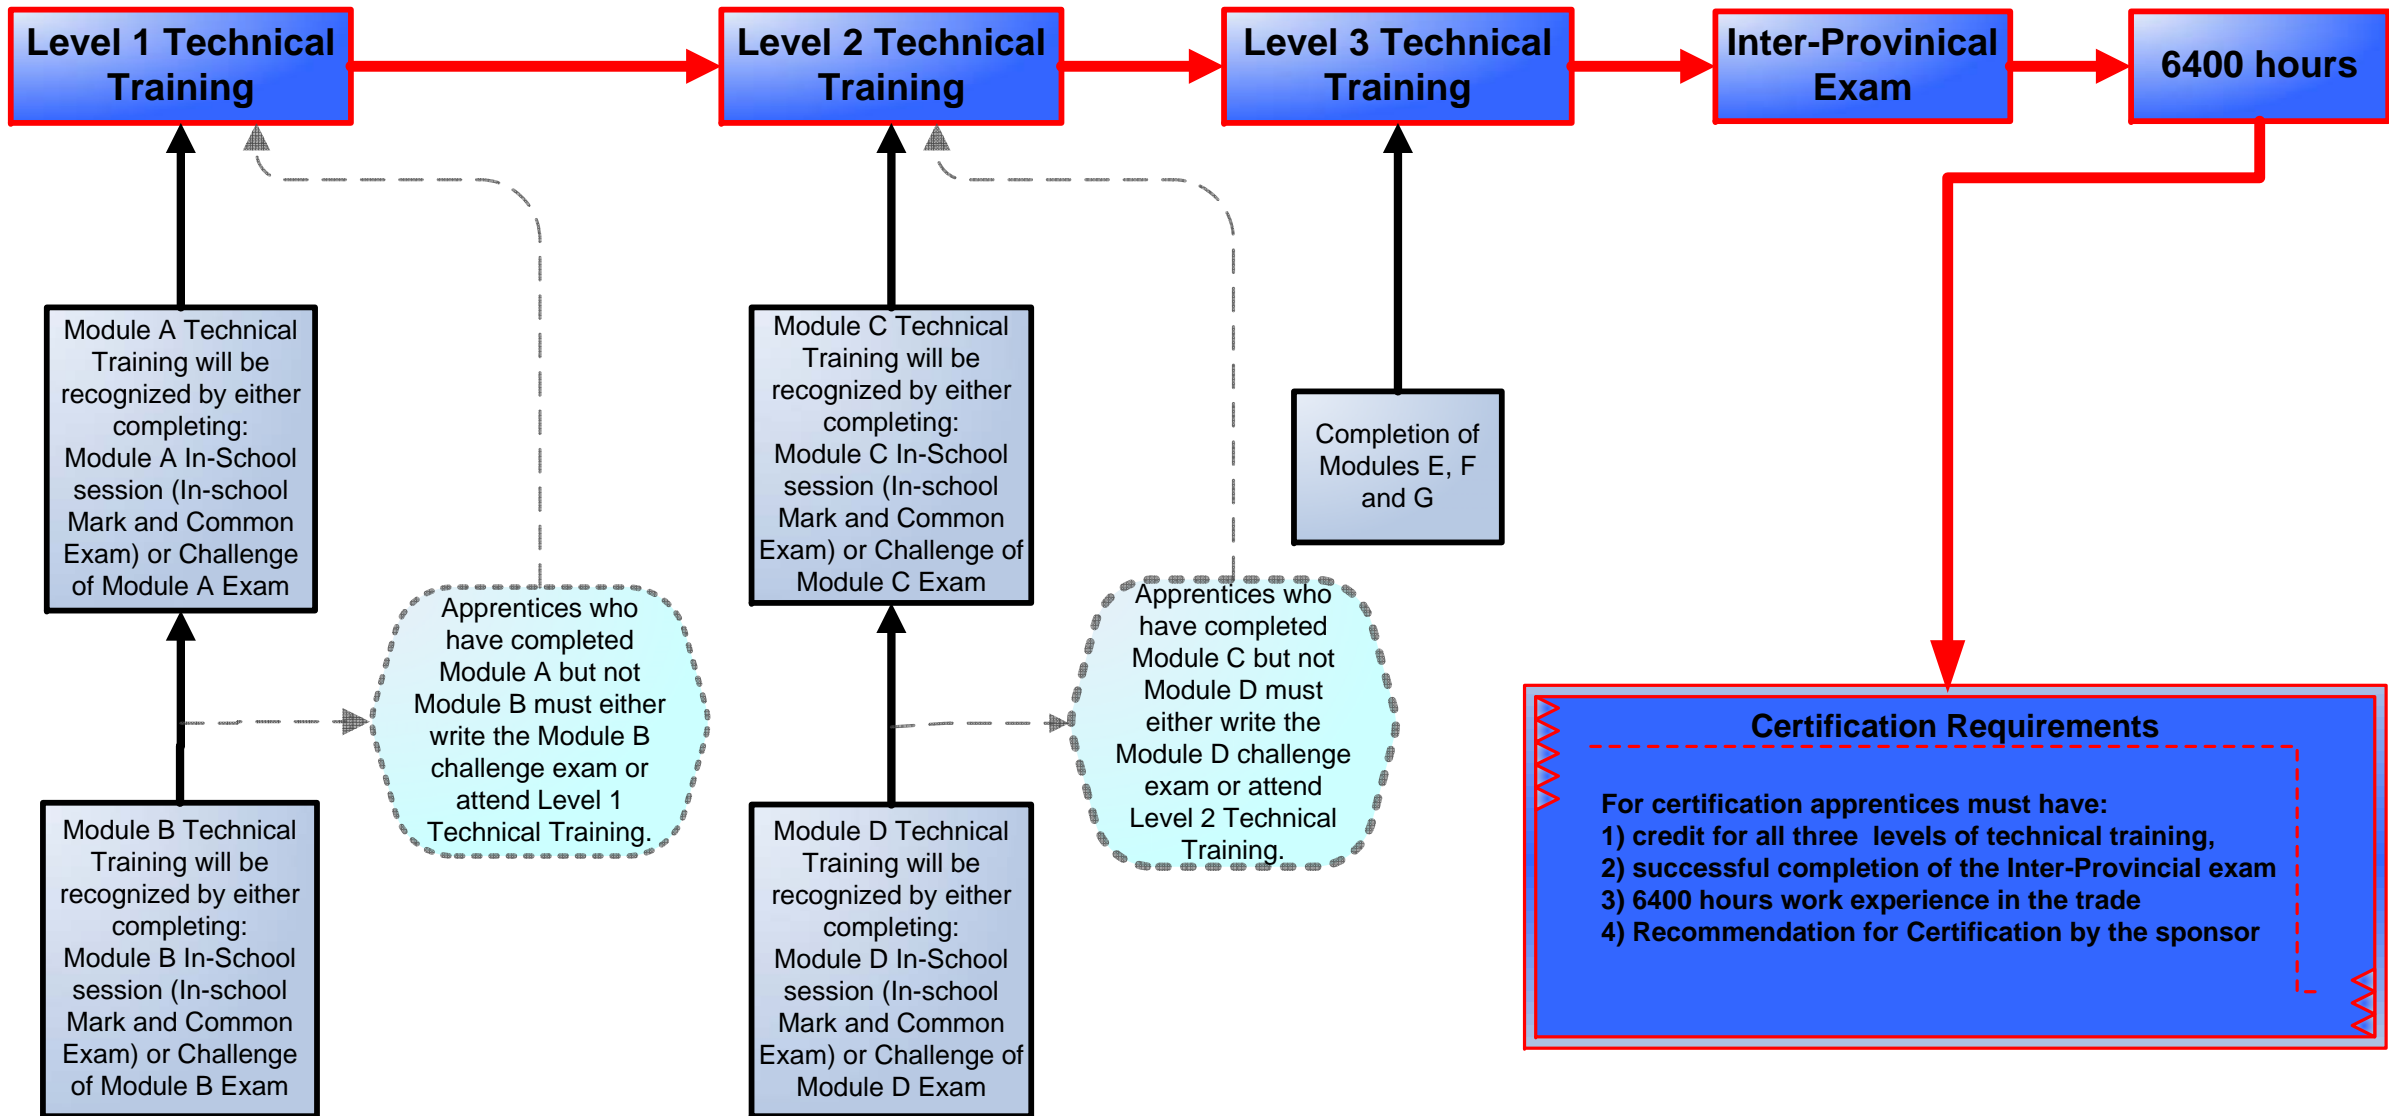 Level 1 Technical
Training
Level 2 Technical
Training
Level 3 Technical
Training
Inter-Provinical
Exam
6400 hours
Module A Technical
Training will be
recognized by either
completing:
Module A In-School
session (In-school
Mark and Common
Exam) or Challenge
of Module A Exam
Module B Technical
Training will be
recognized by either
completing:
Module B In-School
session (In-school
Mark and Common
Exam) or Challenge
of Module B Exam
Apprentices who
have completed
Module A but not
Module B must either
write the Module B
challenge exam or
attend Level 1
Technical Training.
Module C Technical
Training will be
recognized by either
completing:
Module C In-School
session (In-school
Mark and Common
Exam) or Challenge of
Module C Exam
Module D Technical
Training will be
recognized by either
completing:
Module D In-School
session (In-school
Mark and Common
Exam) or Challenge of
Module D Exam
Apprentices who
have completed
Module C but not
Module D must
either write the
Module D challenge
exam or attend
Level 2 Technical
Training.
Completion of
Modules E, F
and G
Certification Requirements
For certification apprentices must have:
1) credit for all three  levels of technical training,
2) successful completion of the Inter-Provincial exam
3) 6400 hours work experience in the trade
4) Recommendation for Certification by the sponsor